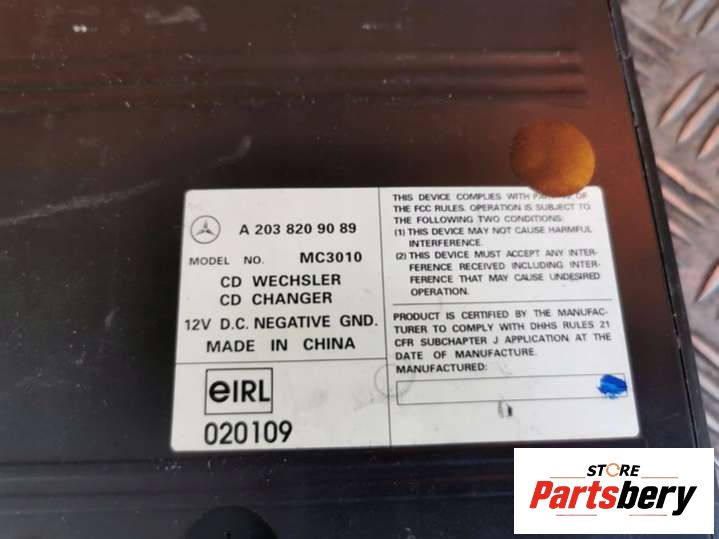 A 203 820 90 89
MODEL NO. MC3010
CD WECHSLER
CD CHANGER
12V D.C. NEGATIVE GND.
MADE IN CHINA
eIRL
020109
THIS DEVICE COMPLIES WITH PART 15 OF
THE FCC RULES. OPERATION IS SUBJECT TO
THE FOLLOWING TWO CONDITIONS:
(1) THIS DEVICE MAY NOT CAUSE HARMFUL
INTERFERENCE.
(2) THIS DEVICE MUST ACCEPT ANY INTER-
FERENCE RECEIVED INCLUDING INTER-
FERENCE THAT MAY CAUSE UNDESIRED
OPERATION.
PRODUCT IS CERTIFIED BY THE MANUFAC-
TURER TO COMPLY WITH DHHS RULES 21
CFR SUBCHAPTER J APPLICATION AT THE
DATE OF MANUFACTURE.
MANUFACTURED:
STORE
Partsbery